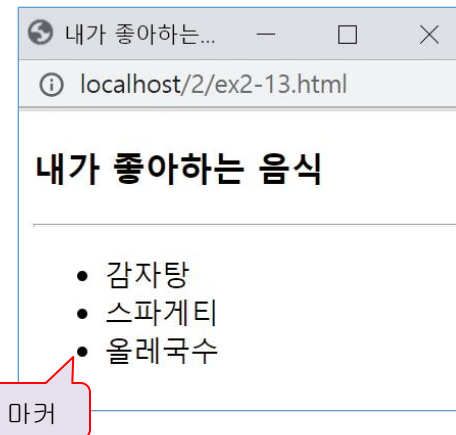 내가 좋아하는...
localhost/2/ex2-13.html
내가 좋아하는 음식
감자탕
스파게티
올레국수
마커